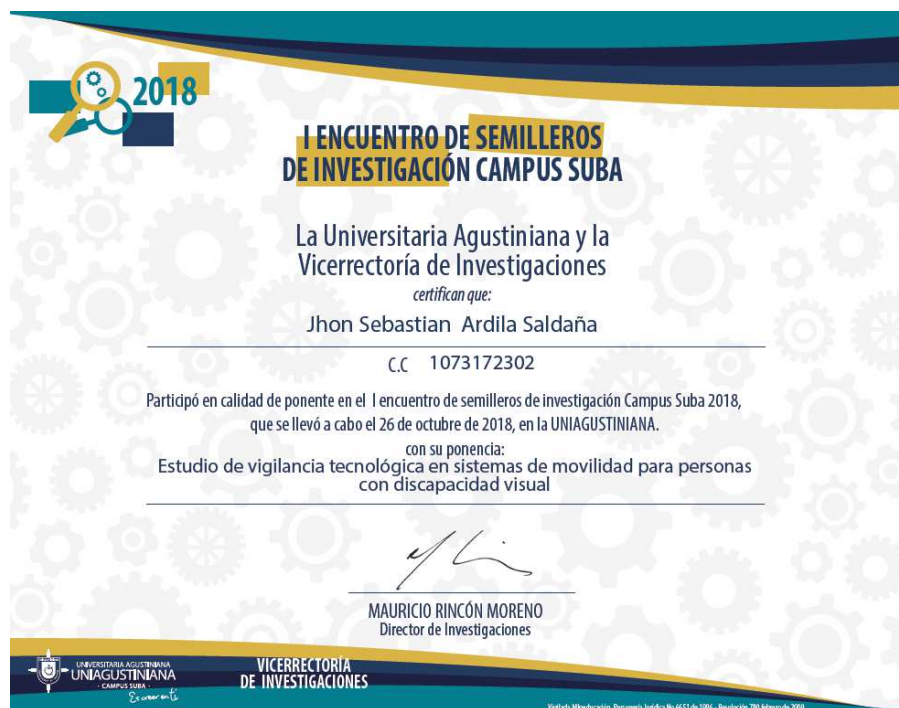 2018
I ENCUENTRO DE SEMILLEROS
DE INVESTIGACIÓN CAMPUS SUBA
La Universitaria Agustiniana y la
Vicerrectoría de Investigaciones
certifican que:
Jhon Sebastian Ardila Saldaña
C.C 1073172302
Participó en calidad de ponente en el I encuentro de semilleros de investigación Campus Suba 2018,
que se llevó a cabo el 26 de octubre de 2018, en la UNIAGUSTINIANA.
con su ponencia:
Estudio de vigilancia tecnológica en sistemas de movilidad para personas
con discapacidad visual
MAURICIO RINCÓN MORENO
Director de Investigaciones
UNIVERSITARIA AGUSTINIANA
UNIAGUSTINIANA
- CAMPUS SUBA -
VICERRECTORÍA
DE INVESTIGACIONES